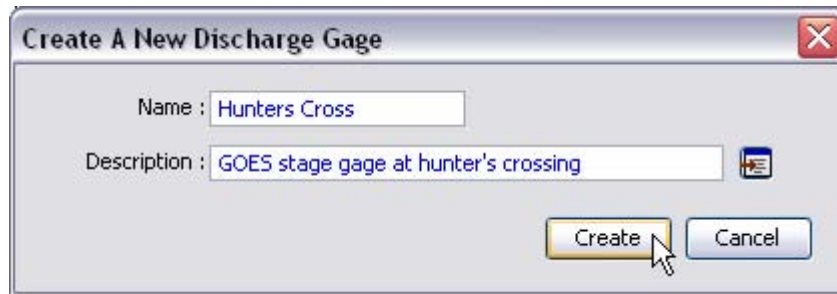 Create A New Discharge Gage
Name : Hunters Cross
Description : GOES stage gage at hunter's crossing
Create Cancel